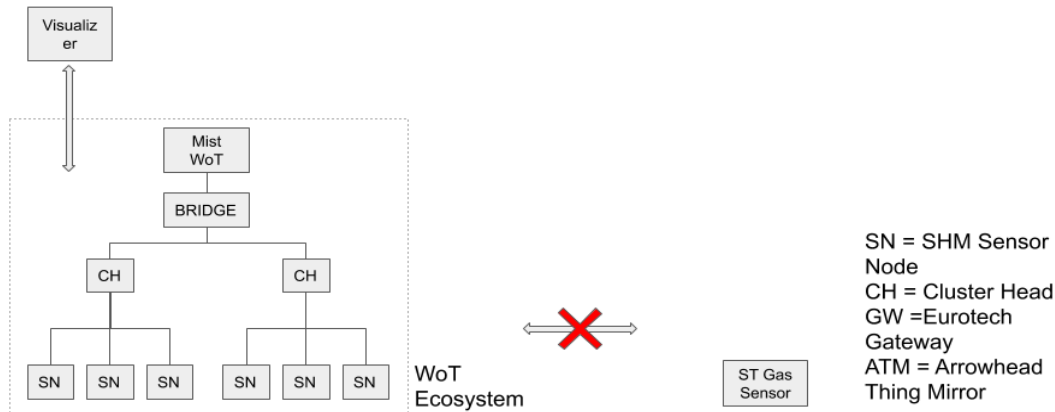 Visualiz
er
Mist
WoT
BRIDGE
CH
CH
SN
SN
SN
SN
SN
SN
WoT
Ecosystem
ST Gas
Sensor
SN = SHM Sensor
Node
CH = Cluster Head
GW =Eurotech
Gateway
ATM = Arrowhead
Thing Mirror